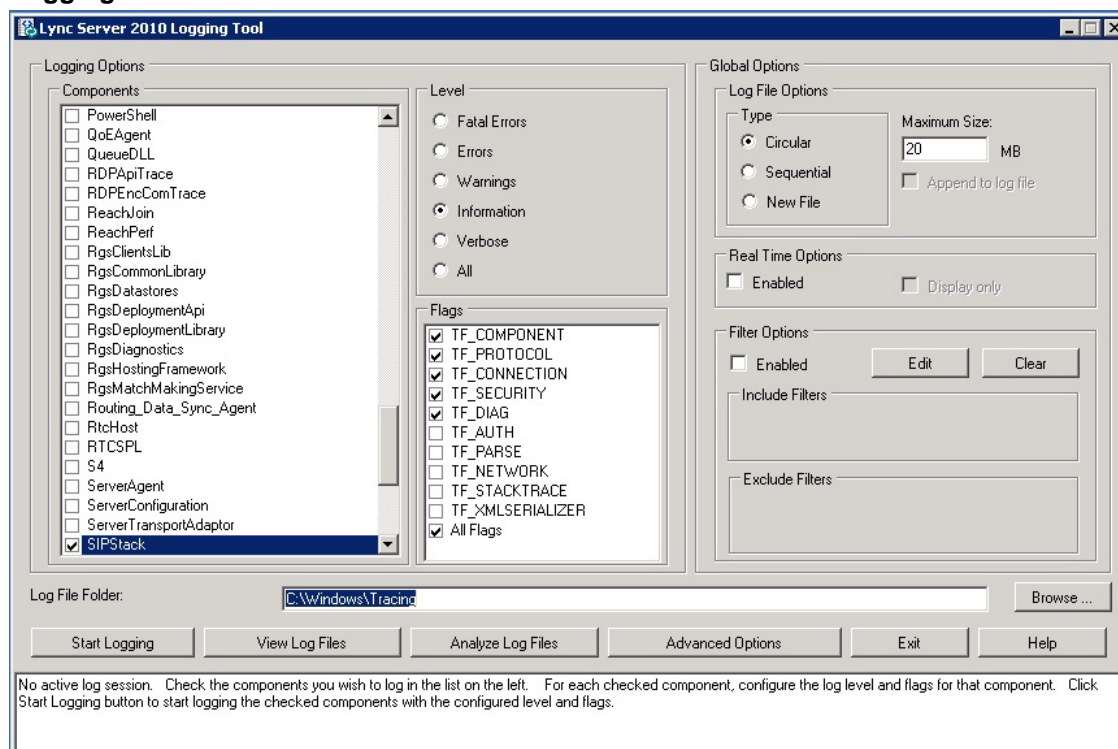 Lync Server 2010 Logging Tool
Logging Options
Components
PowerShell
QoEAgent
QueueDLL
RDPApiTrace
RDPEncComTrace
ReachJoin
ReachPerf
RgsClientsLib
RgsCommonLibrary
RgsDatastores
RgsDeploymentApi
RgsDeploymentLibrary
RgsDiagnostics
RgsHostingFramework
RgsMatchMakingService
Routing_Data_Sync_Agent
RtcHost
RTCSPL
S4
ServerAgent
ServerConfiguration
ServerTransportAdaptor
SIPStack
Level
Fatal Errors
Errors
Warnings
Information
Verbose
All
Flags
TF_COMPONENT
TF_PROTOCOL
TF_CONNECTION
TF_SECURITY
TF_DIAG
TF_AUTH
TF_PARSE
TF_NETWORK
TF_STACKTRACE
TF_XMLSERIALIZER
All Flags
Global Options
Log File Options
Type
Circular
Sequential
New File
Maximum Size:
20 MB
Append to log file
Real Time Options
Enabled
Display only
Filter Options
Enabled
Edit
Clear
Include Filters
Exclude Filters
Log File Folder:
C:\Windows\Tracing
Browse ...
Start Logging
View Log Files
Analyze Log Files
Advanced Options
Exit
Help
No active log session. Check the components you wish to log in the list on the left. For each checked component, configure the log level and flags for that component. Click
Start Logging button to start logging the checked components with the configured level and flags.